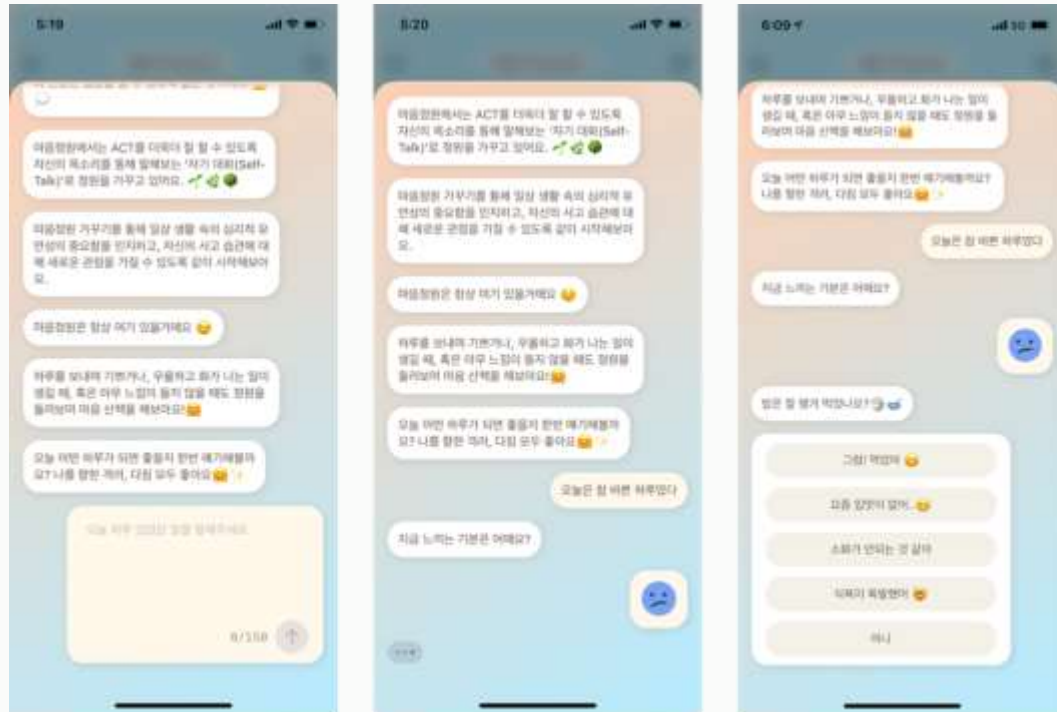 5:19
마음정원에서는 ACT를 더욱더 잘 할 수 있도록
자신의 목소리를 통해 말해보는 '자기 대화(Self-
Talk)'로 정원을 가꾸고 있어요. 🌱🌿🌳
마음정원 가꾸기를 통해 일상 생활 속의 심리적 유
연성의 중요함을 인지하고, 자신의 사고 습관에 대
해 새로운 관점을 가질 수 있도록 같이 시작해보아
요.
마음정원은 항상 여기 있을거에요
하루를 보내며 기쁘거나, 우울하고 화가 나는 일이
생길 때, 혹은 아무 느낌이 들지 않을 때도 정원을
둘러보며 마음 산책을 해보아요!
오늘 어떤 하루가 되면 좋을지 한번 얘기해볼까
요? 나를 향한 격려, 다짐 모두 좋아요
오늘 하루
0/150
5:20
마음정원에서는 ACT를 더욱더 잘 할 수 있도록
자신의 목소리를 통해 말해보는 '자기 대화(Self-
Talk)'로 정원을 가꾸고 있어요. 🌱🌿🌳
마음정원 가꾸기를 통해 일상 생활 속의 심리적 유
연성의 중요함을 인지하고, 자신의 사고 습관에 대
해 새로운 관점을 가질 수 있도록 같이 시작해보아
요.
마음정원은 항상 여기 있을거에요
하루를 보내며 기쁘거나, 우울하고 화가 나는 일이
생길 때, 혹은 아무 느낌이 들지 않을 때도 정원을
둘러보며 마음 산책을 해보아요!
오늘 어떤 하루가 되면 좋을지 한번 얘기해볼까
요? 나를 향한 격려, 다짐 모두 좋아요
오늘은 참 바쁜 하루였다
지금 느끼는 기분은 어때요?
6:09
3G
하루를 보내며 기쁘거나, 우울하고 화가 나는 일이
생길 때, 혹은 아무 느낌이 들지 않을 때도 정원을 둘
러보며 마음 산책을 해보아요!
오늘 어떤 하루가 되면 좋을지 한번 얘기해볼까요?
나를 향한 격려, 다짐 모두 좋아요
오늘은 참 바쁜 하루였다
지금 느끼는 기분은 어때요?
밥은 잘 챙겨 먹었나요?
그럼! 먹었어
요즘 입맛이 없어..
소화가 안되는 것 같아
식욕이 폭발했어
아니